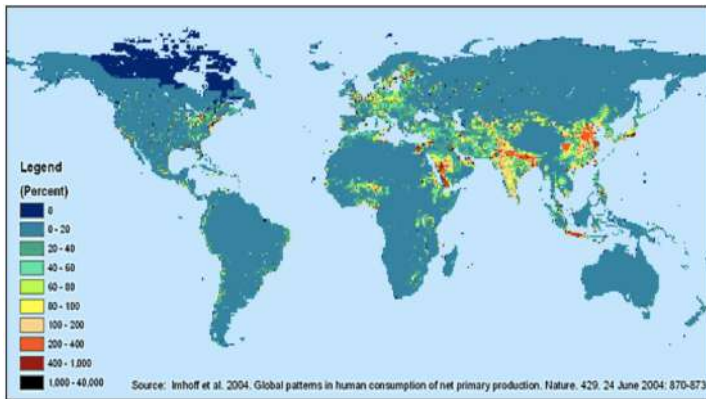 Legend
(Percent)
0
0 - 20
20 - 40
40 - 60
60 - 80
80 - 100
100 - 200
200 - 400
400 - 1,000
1,000 - 40,000
Source: Imhoff et al. 2004. Global patterns in human consumption of net primary production. Nature. 429. 24 June 2004: 870-873